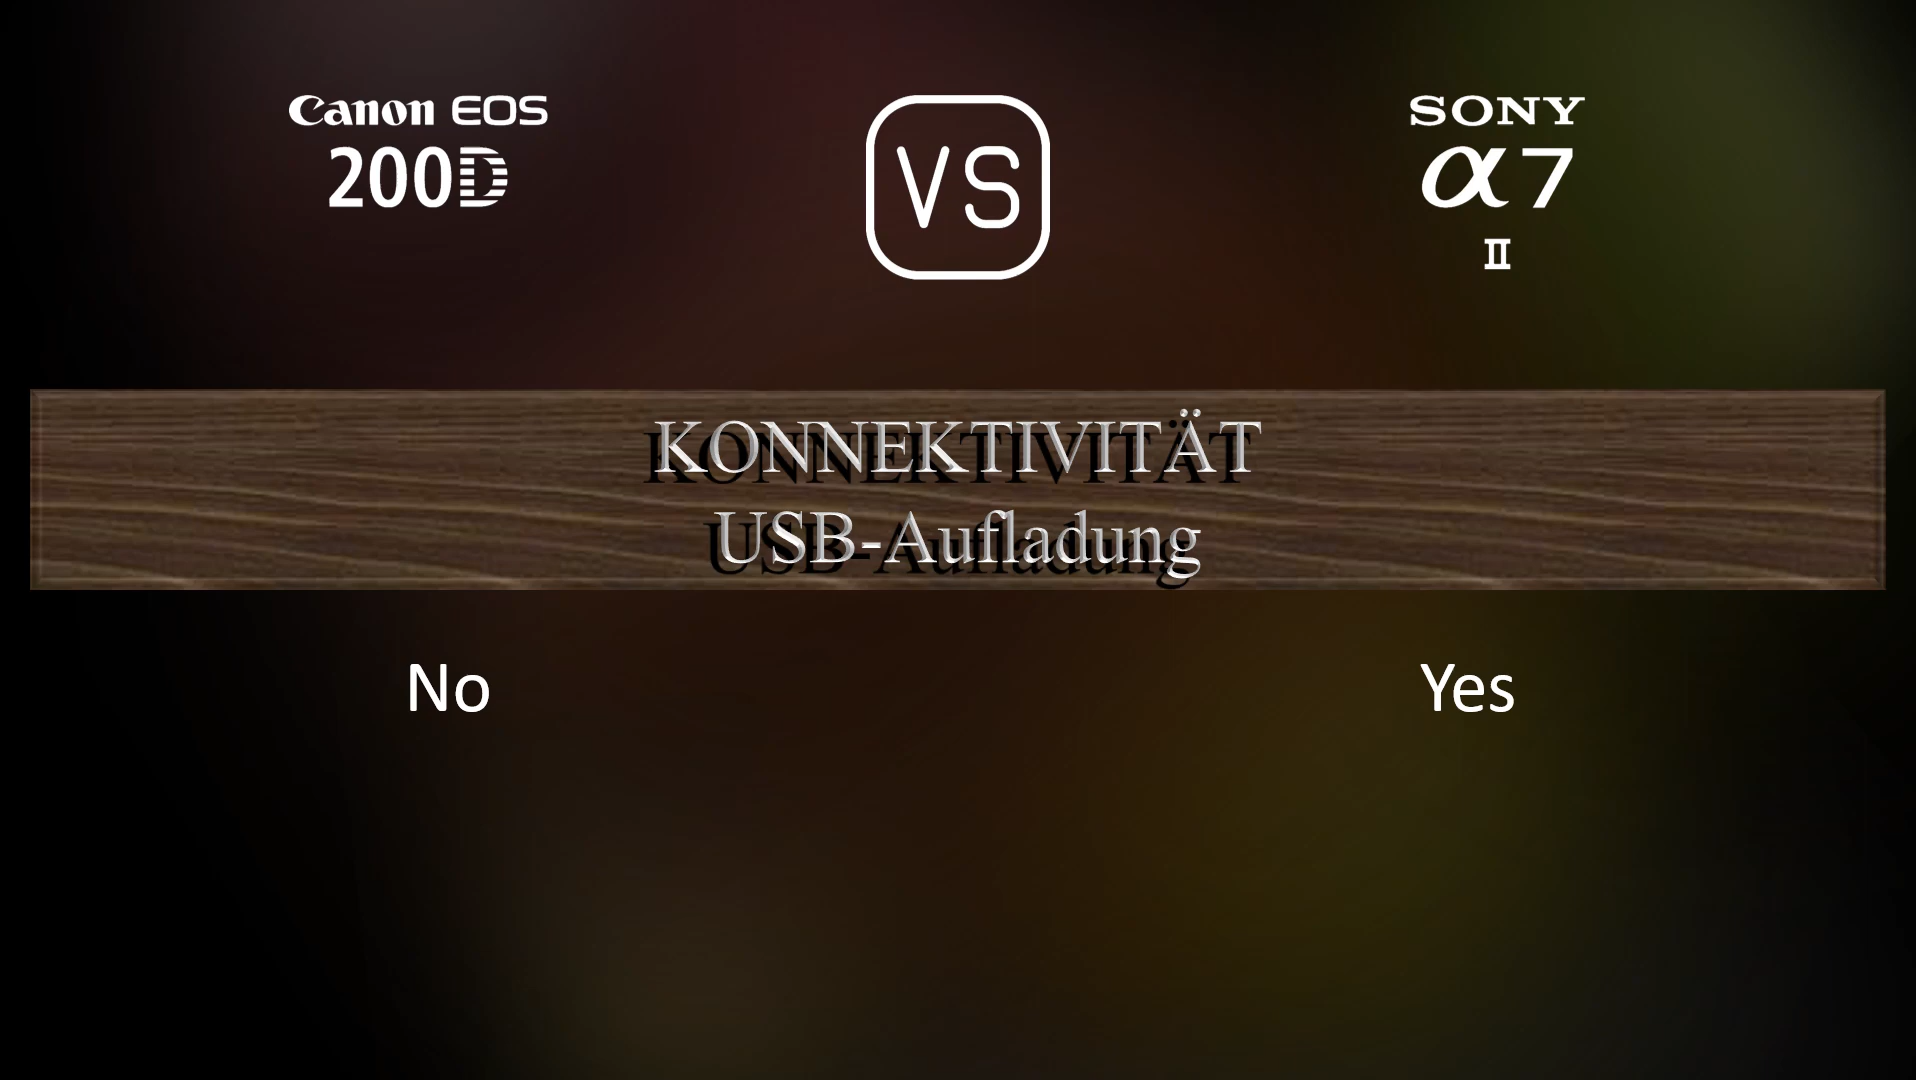 Canon EOS
200D
VS
SONY
α7
II
KONNEKTIVITÄT
USB-Aufladung
No
Yes